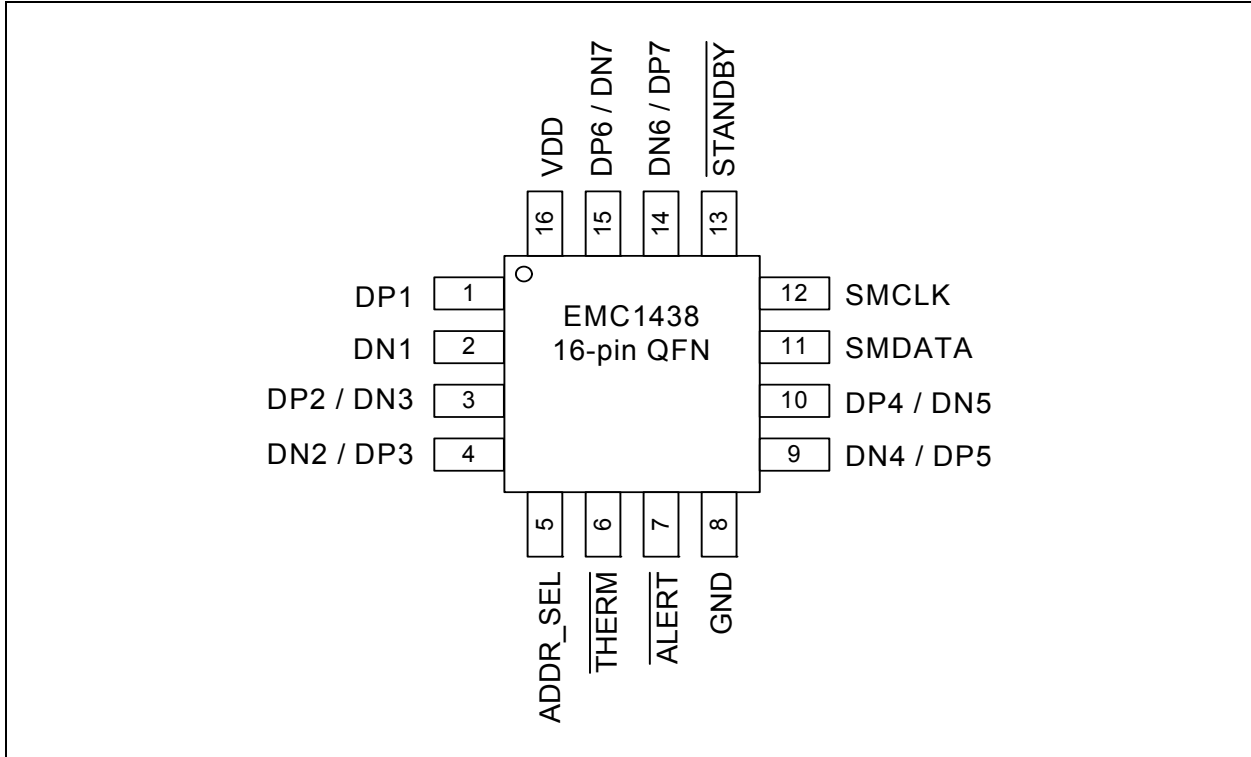 VDD
DP6 / DN7
DN6 / DP7
STANDBY
16
15
14
13
DP1 1
DN1 2
DP2 / DN3 3
DN2 / DP3 4
EMC1438
16-pin QFN
12 SMCLK
11 SMDATA
10 DP4 / DN5
9 DN4 / DP5
5
6
7
8
ADDR_SEL
THERM
ALERT
GND